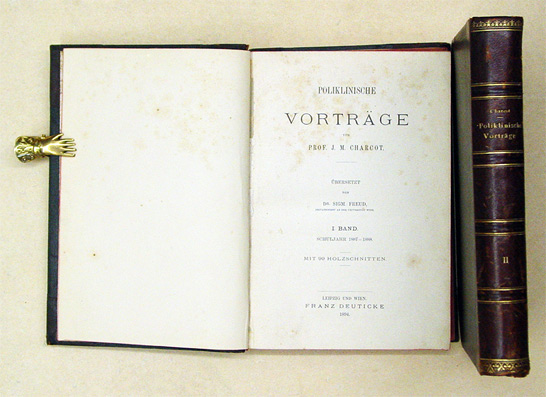 POLIKLINISCHE
VORTRÄGE
VON
PROF. J. M. CHARCOT.
ÜBERSETZT
VON
DR. SIGM. FREUD,
I. BAND.
SCHULJAHR 1887–1888.
MIT 99 HOLZSCHNITTEN
LEIPZIG UND WIEN.
FRANZ DEUTICKE
1894.
Charcot
Poliklinische
Vorträge
II